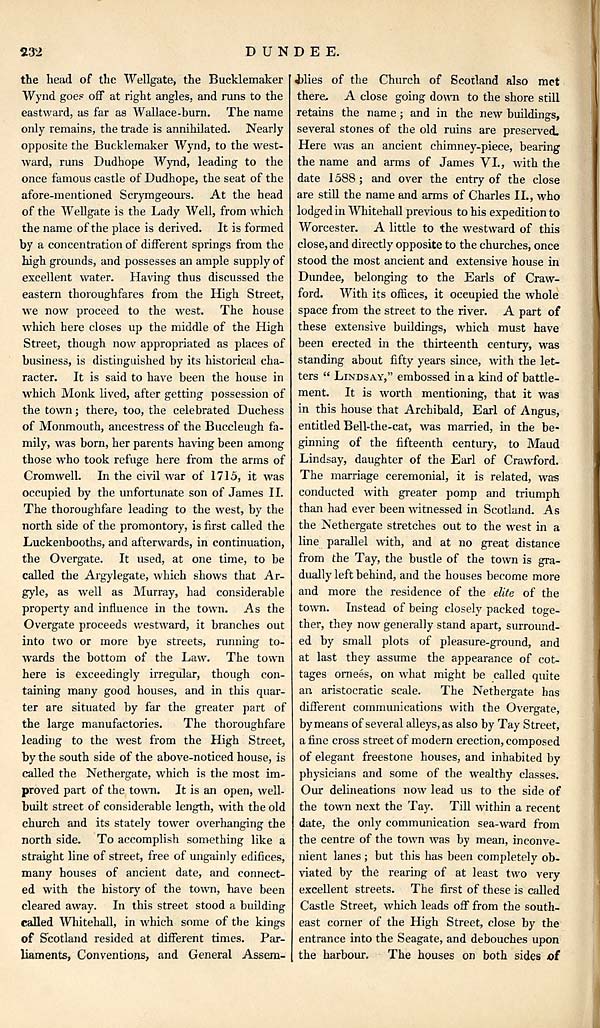 232
DUNDEE.
the head of the Wellgate, the Bucklemaker
Wynd goes off at right angles, and runs to the
eastward, as far as Wallace-burn. The name
only remains, the trade is annihilated. Nearly
opposite the Bucklemaker Wynd, to the west-
ward, runs Dudhope Wynd, leading to the
once famous castle of Dudhope, the seat of the
afore-mentioned Scrymgeours. At the head
of the Wellgate is the Lady Well, from which
the name of the place is derived. It is formed
by a concentration of different springs from the
high grounds, and possesses an ample supply of
excellent water. Having thus discussed the
eastern thoroughfares from the High Street,
we now proceed to the west. The house
which here closes up the middle of the High
Street, though now appropriated as places of
business, is distinguished by its historical cha-
racter. It is said to have been the house in
which Monk lived, after getting possession of
the town; there, too, the celebrated Duchess
of Monmouth, ancestress of the Buccleugh fa-
mily, was born, her parents having been among
those who took refuge here from the arms of
Cromwell. In the civil war of 1715, it was
occupied by the unfortunate son of James II.
The thoroughfare leading to the west, by the
north side of the promontory, is first called the
Luckenbooths, and afterwards, in continuation,
the Overgate. It used, at one time, to be
called the Argylegate, which shows that Ar-
gyle, as well as Murray, had considerable
property and influence in the town. As the
Overgate proceeds westward, it branches out
into two or more bye streets, running to-
wards the bottom of the Law. The town
here is exceedingly irregular, though con-
taining many good houses, and in this quar-
ter are situated by far the greater part of
the large manufactories. The thoroughfare
leading to the west from the High Street,
by the south side of the above-noticed house, is
called the Nethergate, which is the most im-
proved part of the town. It is an open, well-
built street of considerable length, with the old
church and its stately tower overhanging the
north side. To accomplish something like a
straight line of street, free of ungainly edifices,
many houses of ancient date, and connect-
ed with the history of the town, have been
cleared away. In this street stood a building
called Whitehall, in which some of the kings
of Scotland resided at different times. Par-
liaments, Conventions, and General Assem-
blies of the Church of Scotland also met
there. A close going down to the shore still
retains the name; and in the new buildings,
several stones of the old ruins are preserved.
Here was an ancient chimney-piece, bearing
the name and arms of James VI., with the
date 1588; and over the entry of the close
are still the name and arms of Charles II., who
lodged in Whitehall previous to his expedition to
Worcester. A little to the westward of this
close, and directly opposite to the churches, once
stood the most ancient and extensive house in
Dundee, belonging to the Earls of Craw-
ford. With its offices, it occupied the whole
space from the street to the river. A part of
these extensive buildings, which must have
been erected in the thirteenth century, was
standing about fifty years since, with the let-
ters “ LINDSAY,” embossed in a kind of battle-
ment. It is worth mentioning, that it was
in this house that Archibald, Earl of Angus,
entitled Bell-the-cat, was married, in the be-
ginning of the fifteenth century, to Maud
Lindsay, daughter of the Earl of Crawford.
The marriage ceremonial, it is related, was
conducted with greater pomp and triumph
than had ever been witnessed in Scotland. As
the Nethergate stretches out to the west in a
line parallel with, and at no great distance
from the Tay, the bustle of the town is gra-
dually left behind, and the houses become more
and more the residence of the elite of the
town. Instead of being closely packed toge-
ther, they now generally stand apart, surround-
ed by small plots of pleasure-ground, and
at last they assume the appearance of cot-
tages orneés, on what might be called quite
an aristocratic scale. The Nethergate has
different communications with the Overgate,
by means of several alleys, as also by Tay Street,
a fine cross street of modern erection, composed
of elegant freestone houses, and inhabited by
physicians and some of the wealthy classes.
Our delineations now lead us to the side of
the town next the Tay. Till within a recent
date, the only communication sea-ward from
the centre of the town was by mean, inconve-
nient lanes; but this has been completely ob-
viated by the rearing of at least two very
excellent streets. The first of these is called
Castle Street, which leads off from the south-
east corner of the High Street, close by the
entrance into the Seagate, and debouches upon
the harbour. The houses on both sides of